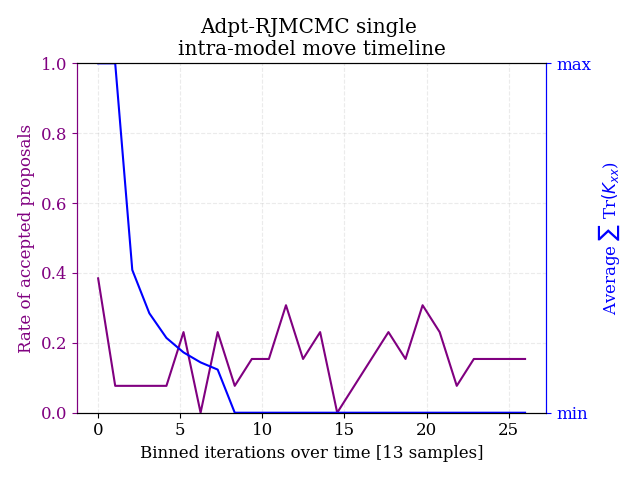 Adpt-RJMCMC single
intra-model move timeline
1.0
0.8
0.6
0.4
0.2
0.0
Rate of accepted proposals
max
min
Average ∑ Tr(Kxx)
0 5 10 15 20 25
Binned iterations over time [13 samples]